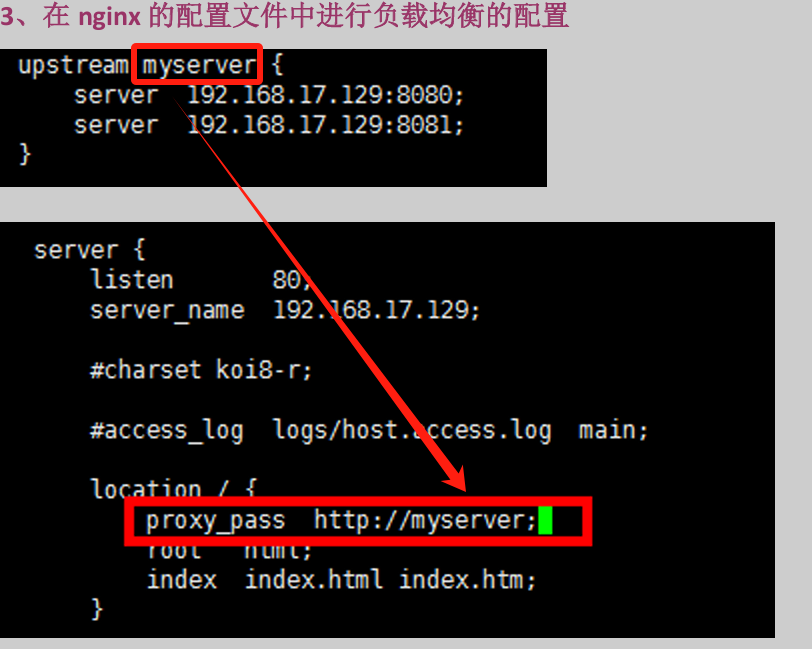 3、在 nginx 的配置文件中进行负载均衡的配置
upstream myserver {
server 192.168.17.129:8080;
server 192.168.17.129:8081;
}
server {
listen 80;
server_name 192.168.17.129;
#charset koi8-r;
#access_log logs/host.access.log main;
location / {
proxy_pass http://myserver;
root html;
index index.html index.htm;
}